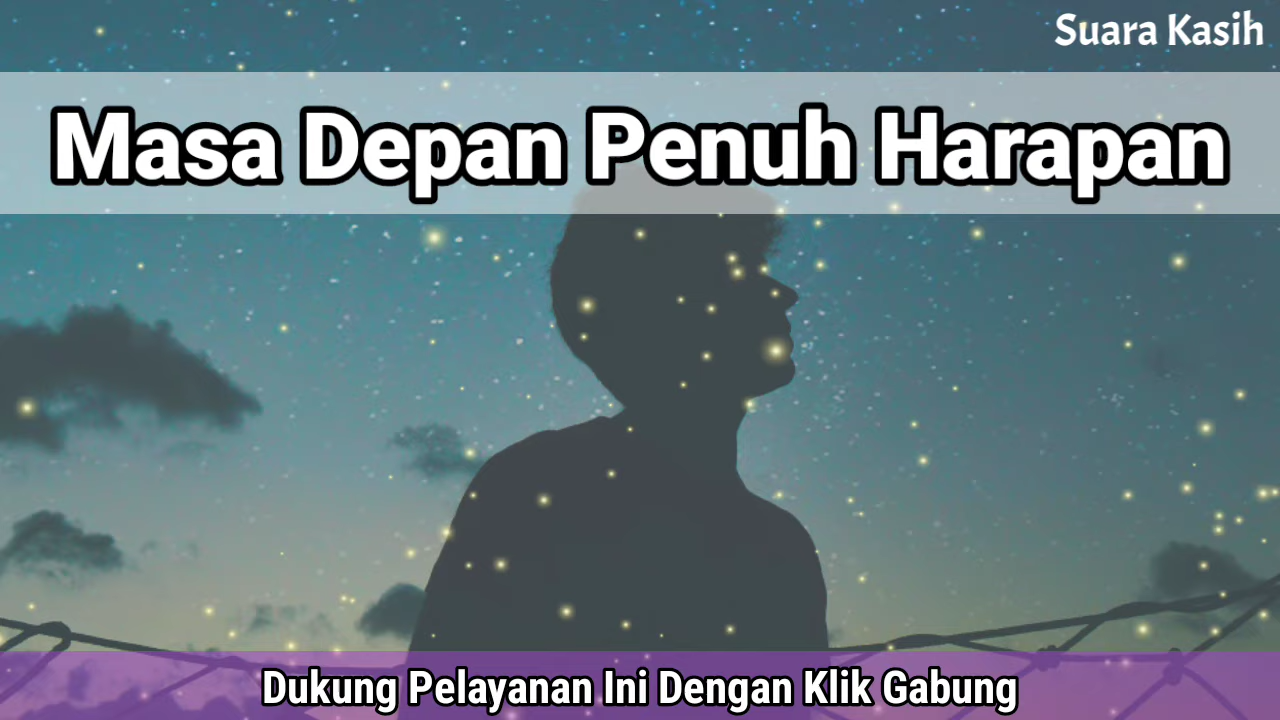 Suara Kasih
Masa Depan Penuh Harapan
Dukung Pelayanan Ini Dengan Klik Gabung